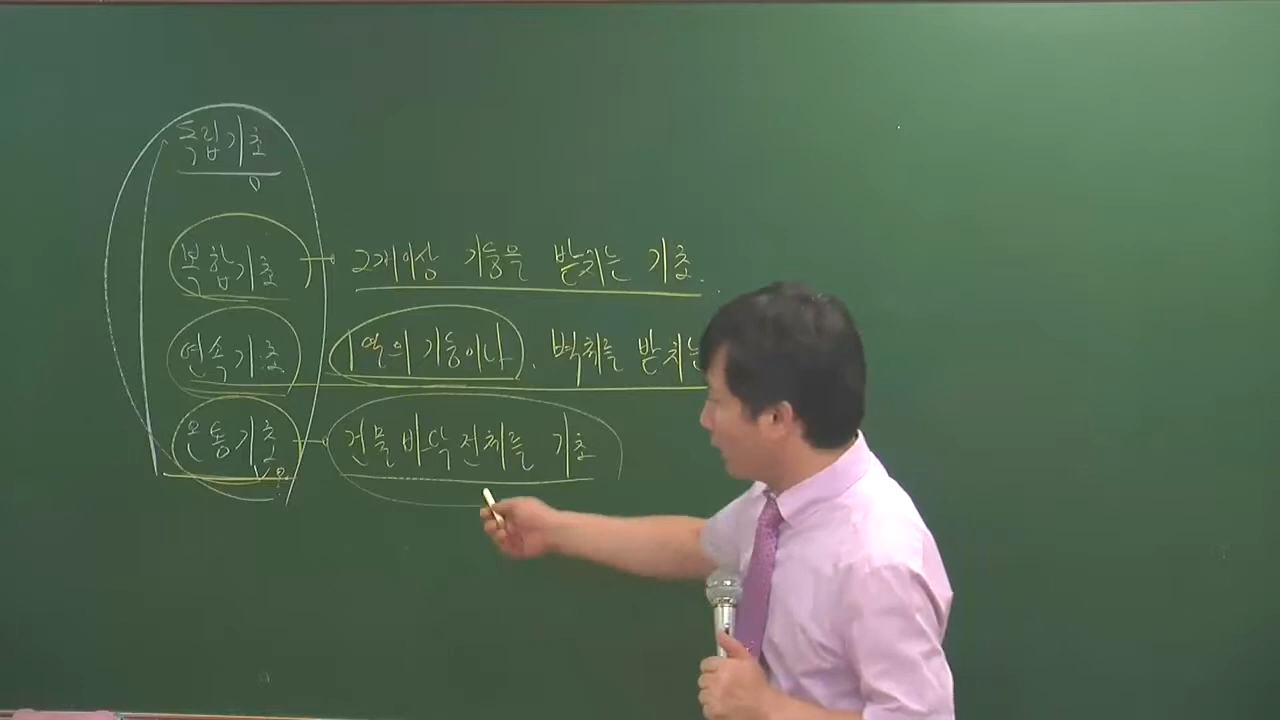 독립기초
복합기초 2개이상 기둥을 받치는 기초.
연속기초 1열의 기둥이나, 벽체를 받치는
온통기초 건물바닥전체를 기초